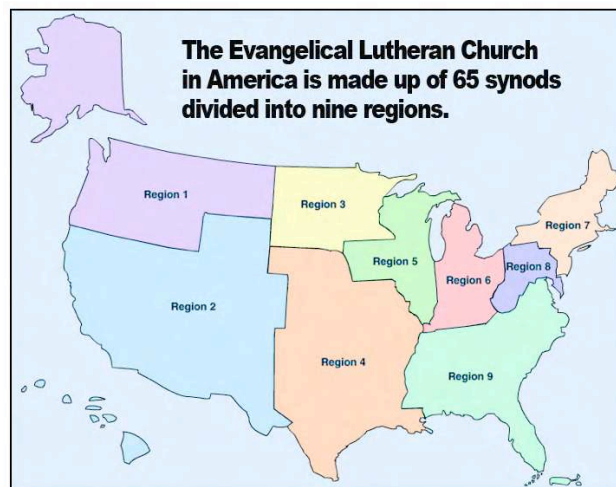 The Evangelical Lutheran Church
in America is made up of 65 synods
divided into nine regions.
Region 1
Region 3
Region 7
Region 5
Region 8
Region 6
Region 2
Region 4
Region 9